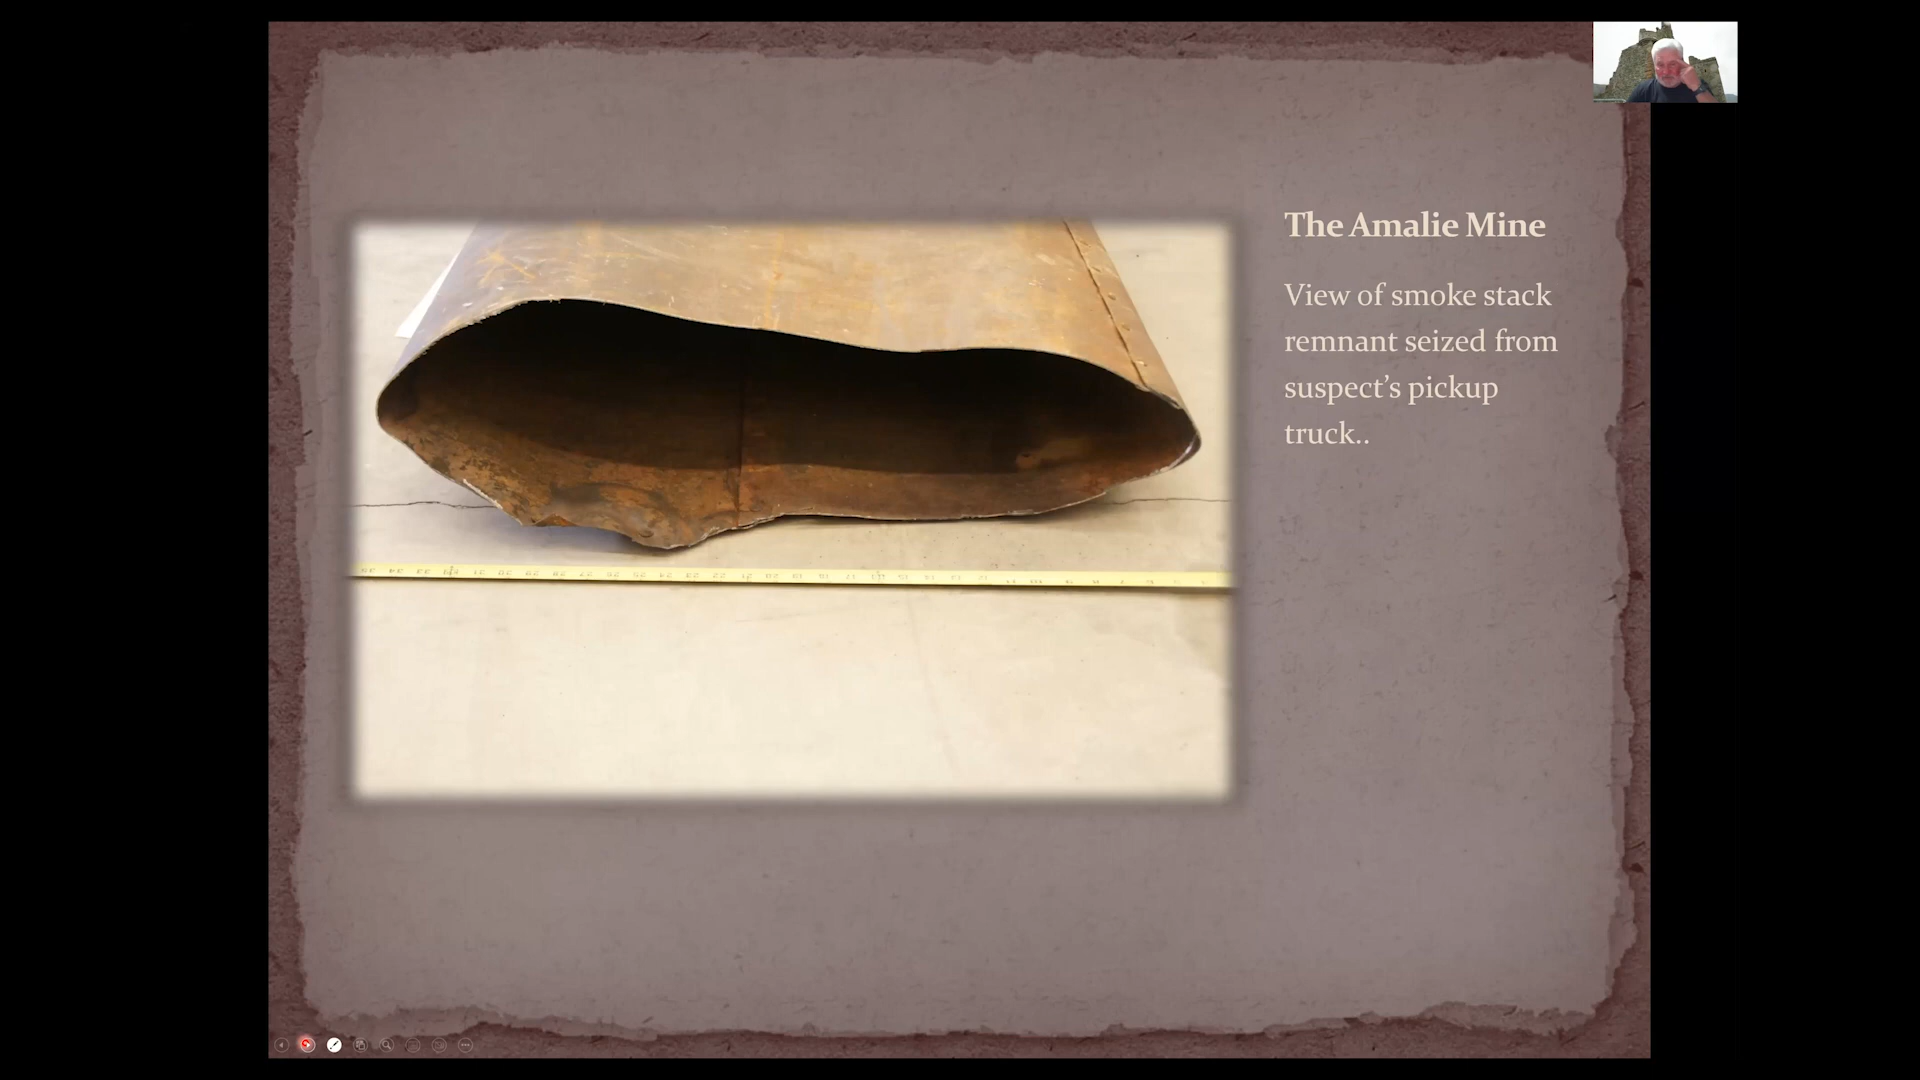 The Amalie Mine
View of smoke stack
remnant seized from
suspect’s pickup
truck..